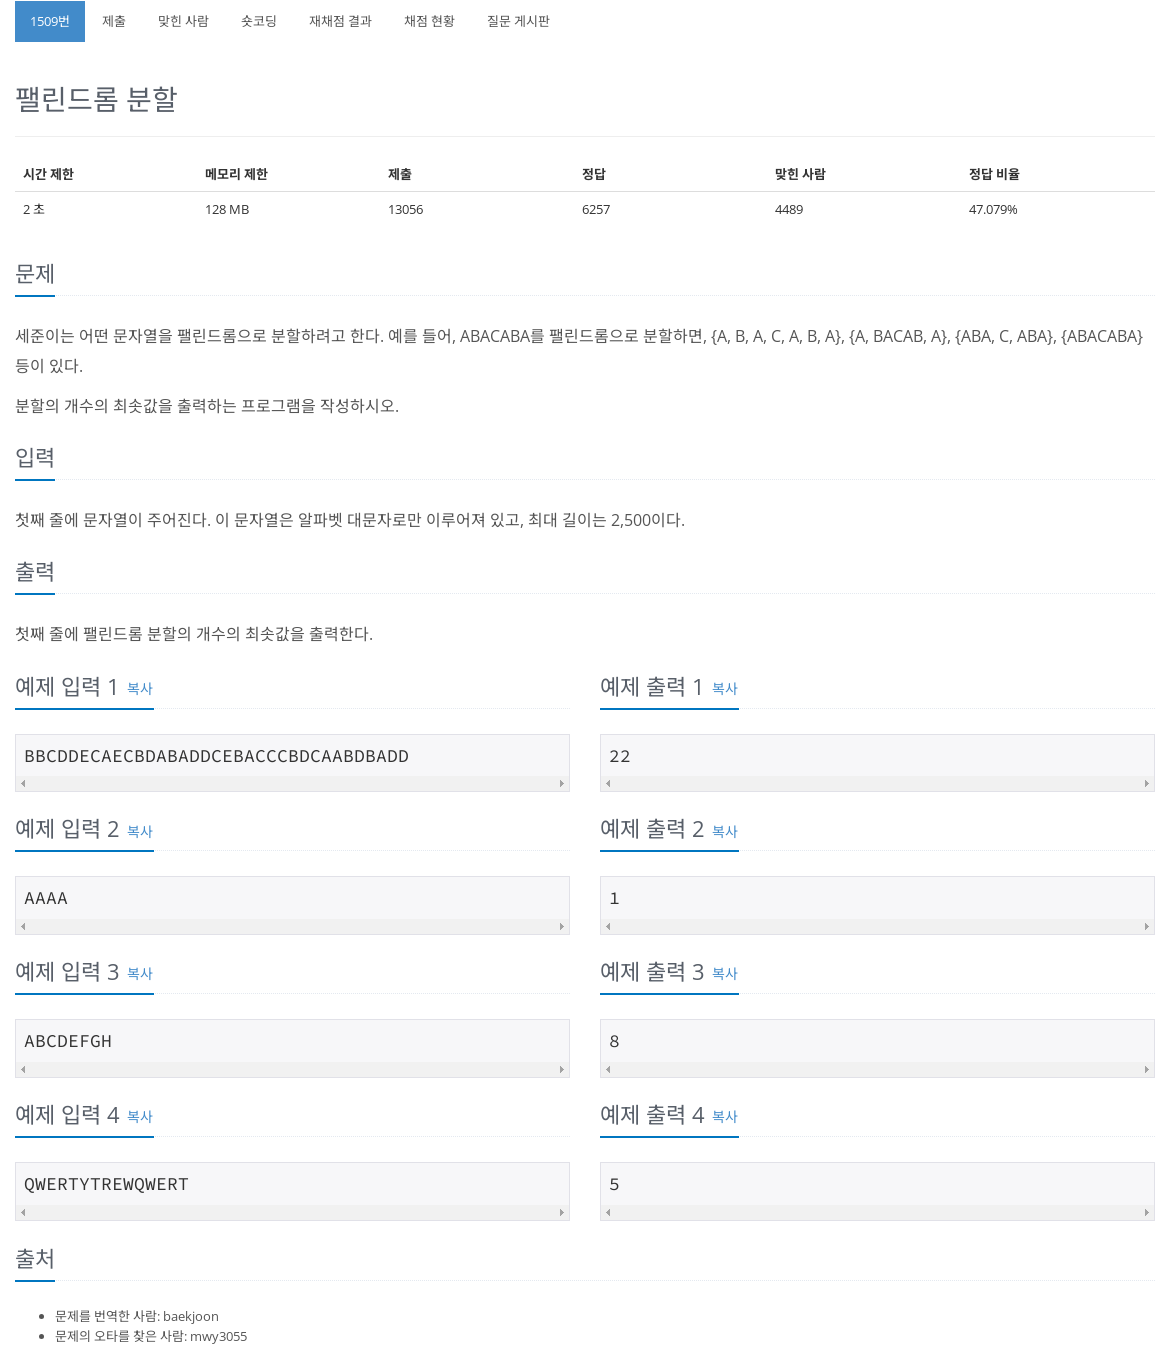 1509번 제출 맞힌 사람 숏코딩 재채점 결과 채점 현황 질문 게시판
팰린드롬 분할
시간 제한 메모리 제한 제출 정답 맞힌 사람 정답 비율
2 초 128 MB 13056 6257 4489 47.079%
문제
세준이는 어떤 문자열을 팰린드롬으로 분할하려고 한다. 예를 들어, ABACABA를 팰린드롬으로 분할하면, {A, B, A, C, A, B, A}, {A, BACAB, A}, {ABA, C, ABA}, {ABACABA}
등이 있다.
분할의 개수의 최솟값을 출력하는 프로그램을 작성하시오.
입력
첫째 줄에 문자열이 주어진다. 이 문자열은 알파벳 대문자로만 이루어져 있고, 최대 길이는 2,500이다.
출력
첫째 줄에 팰린드롬 분할의 개수의 최솟값을 출력한다.
예제 입력 1 복사
BBCDDECAECBDABADDCEBACCCBDCAABDBADD
예제 출력 1 복사
22
예제 입력 2 복사
AAAA
예제 출력 2 복사
1
예제 입력 3 복사
ABCDEFGH
예제 출력 3 복사
8
예제 입력 4 복사
QWERTYTREWQWERT
예제 출력 4 복사
5
출처
문제를 번역한 사람: baekjoon
문제의 오타를 찾은 사람: mwy3055